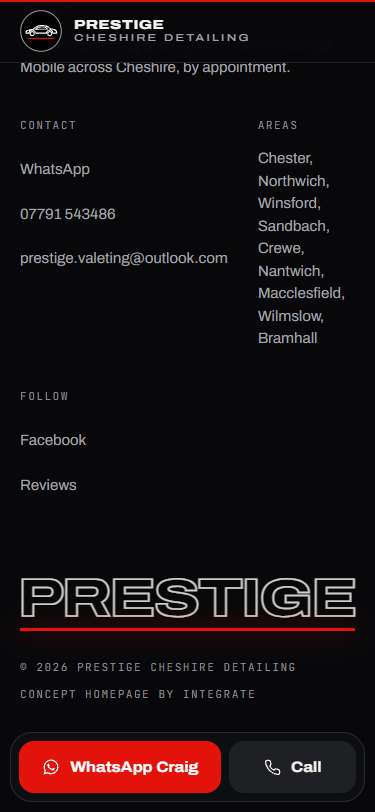 PRESTIGE
CHESHIRE DETAILING
Mobile across Cheshire, by appointment.
CONTACT
WhatsApp
07791 543486
prestige.valeting@outlook.com
AREAS
Chester,
Northwich,
Winsford,
Sandbach,
Crewe,
Nantwich,
Macclesfield,
Wilmslow,
Bramhall
FOLLOW
Facebook
Reviews
PRESTIGE
© 2026 PRESTIGE CHESHIRE DETAILING
CONCEPT HOMEPAGE BY INTEGRATE
WhatsApp Craig
Call